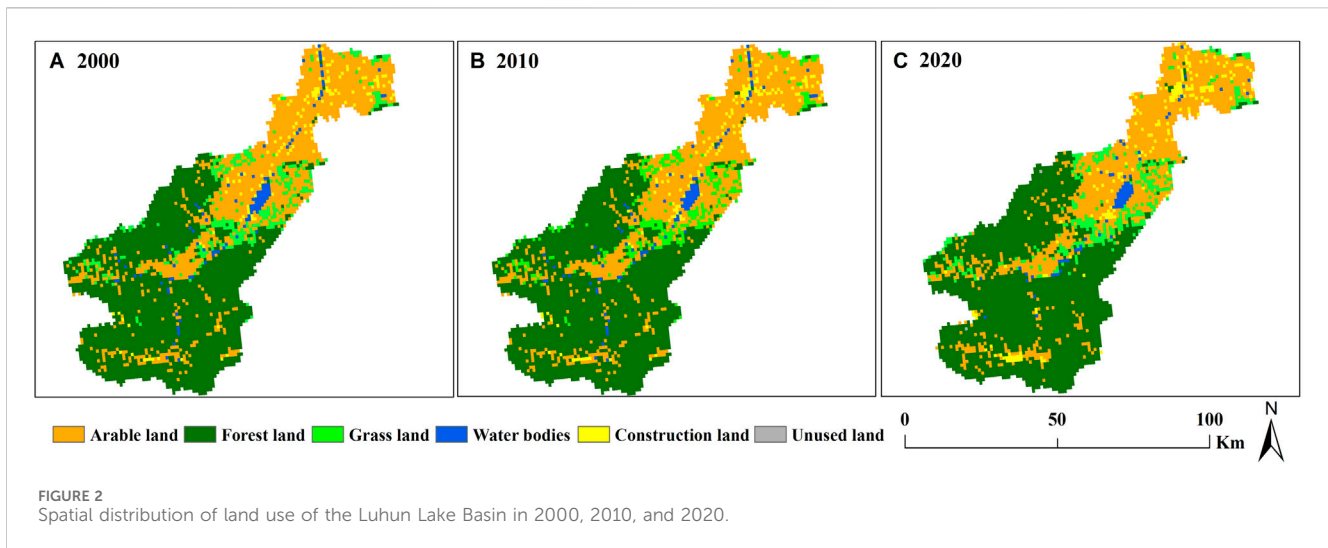 A 2000
B 2010
C 2020
Arable land Forest land Grass land Water bodies Construction land Unused land
0 50 100
Km
N
FIGURE 2
Spatial distribution of land use of the Luhun Lake Basin in 2000, 2010, and 2020.